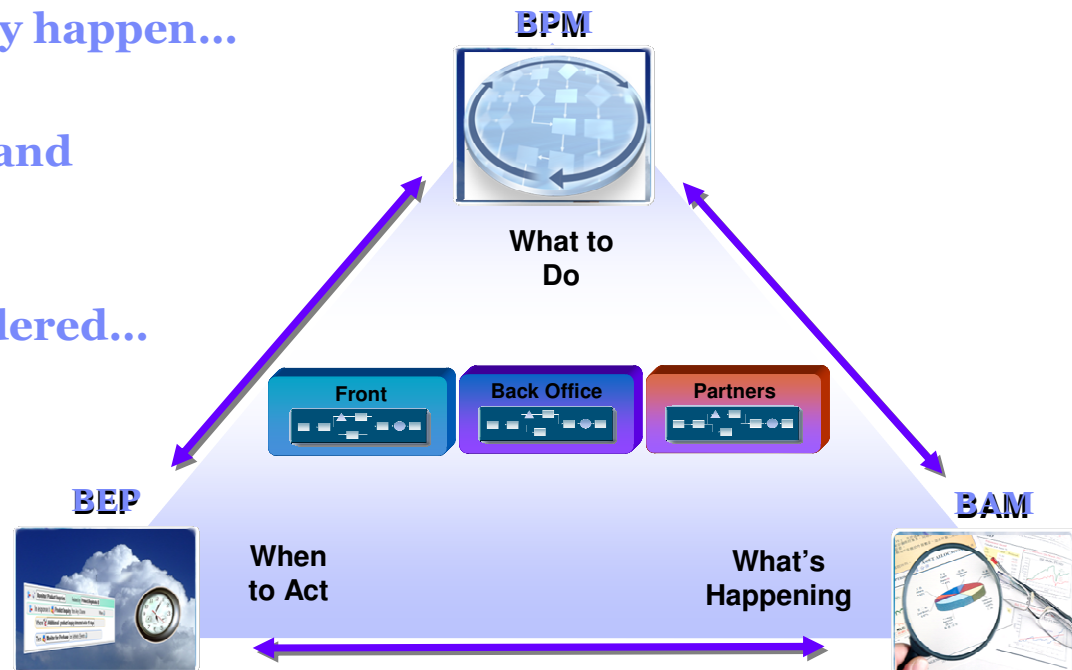 y happen...
and
dered...
BPM
What to
Do
Front
Back Office
Partners
BEP
When
to Act
BAM
What's
Happening